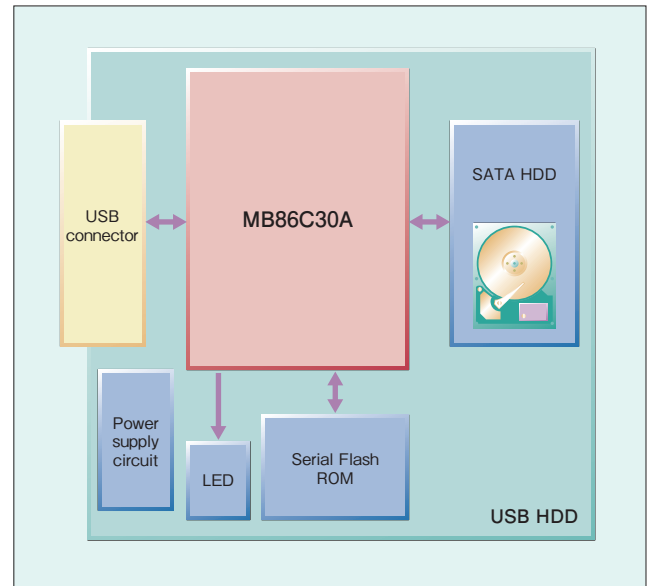 USB
connector
MB86C30A
SATA HDD
Power
supply
circuit
LED
Serial Flash
ROM
USB HDD